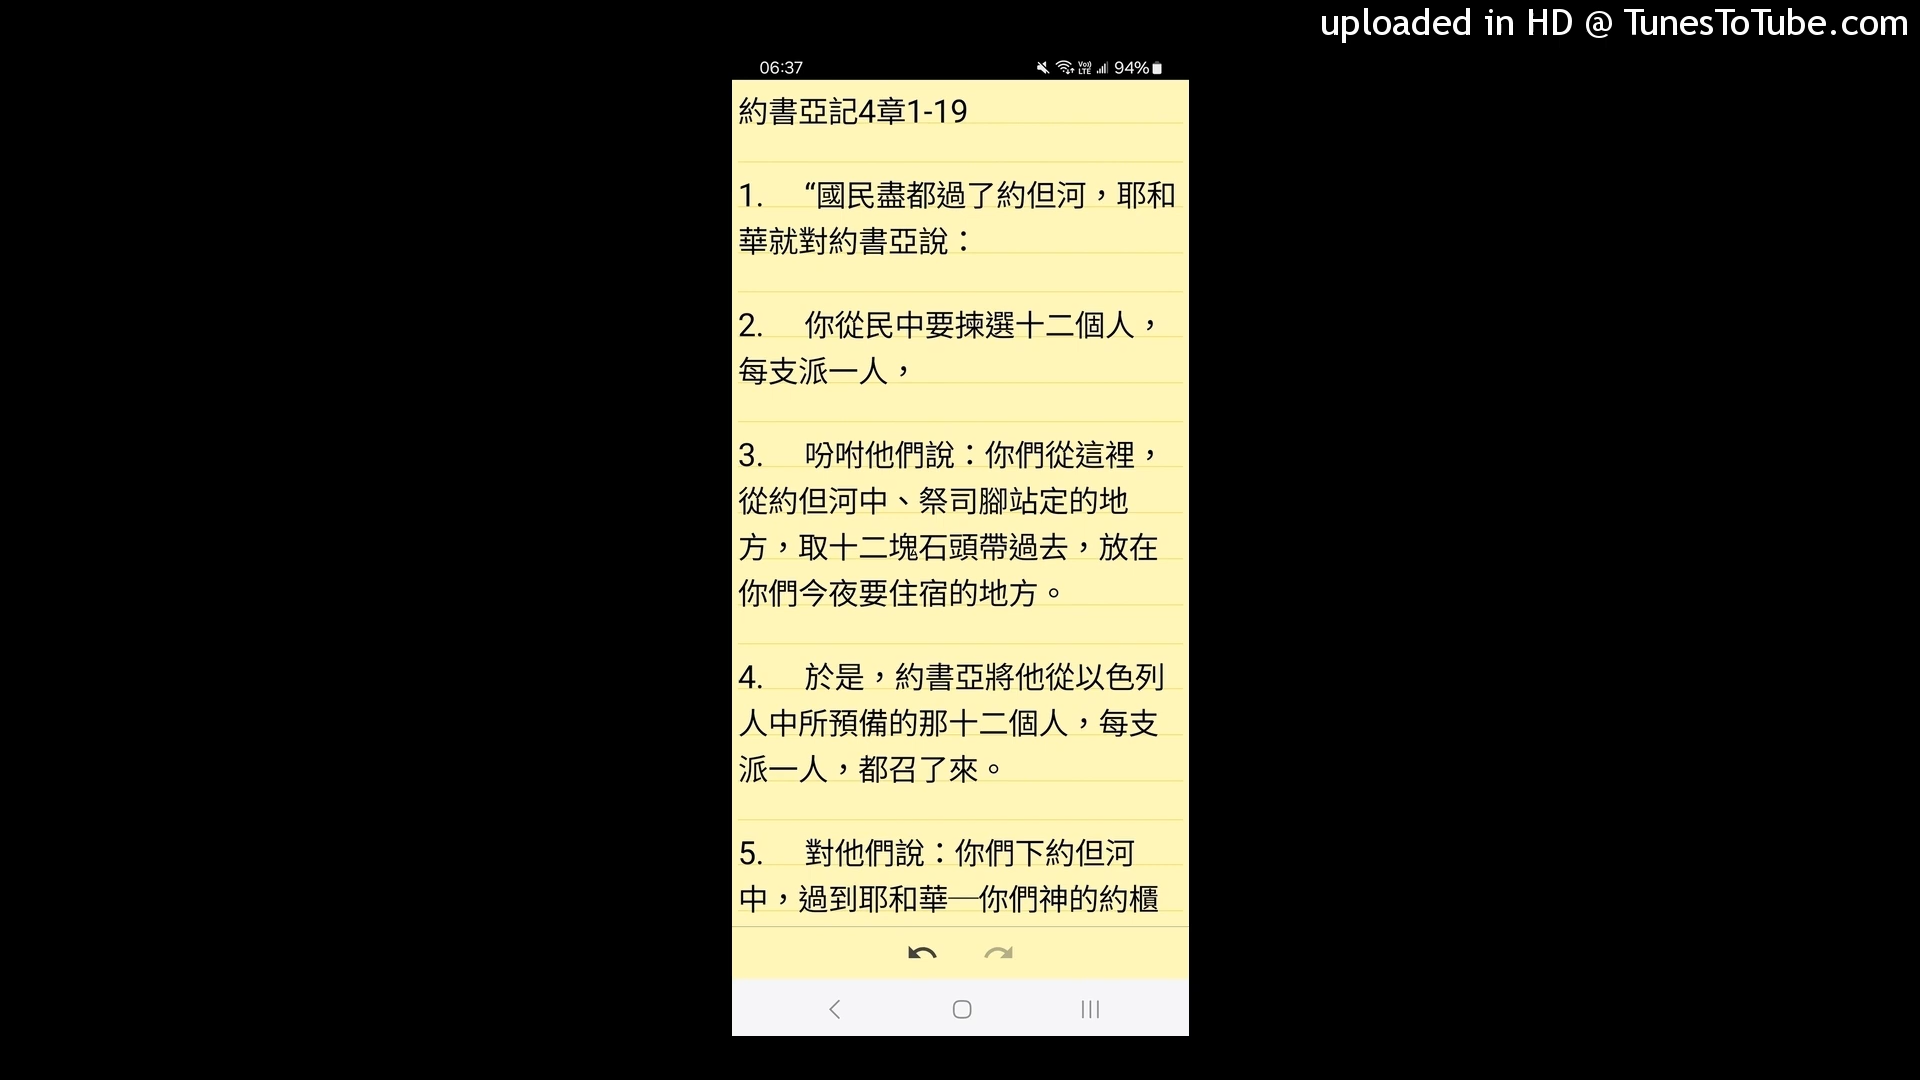 uploaded in HD @ TunesToTube.com
06:37
Vo))
LTE
94%
約書亞記4章1-19
1. “國民盡都過了約但河，耶和
華就對約書亞說：
2. 你從民中要揀選十二個人，
每支派一人，
3. 吩咐他們說：你們從這裡，
從約但河中、祭司腳站定的地
方，取十二塊石頭帶過去，放在
你們今夜要住宿的地方。
4. 於是，約書亞將他從以色列
人中所預備的那十二個人，每支
派一人，都召了來。
5. 對他們說：你們下約但河
中，過到耶和華─你們神的約櫃